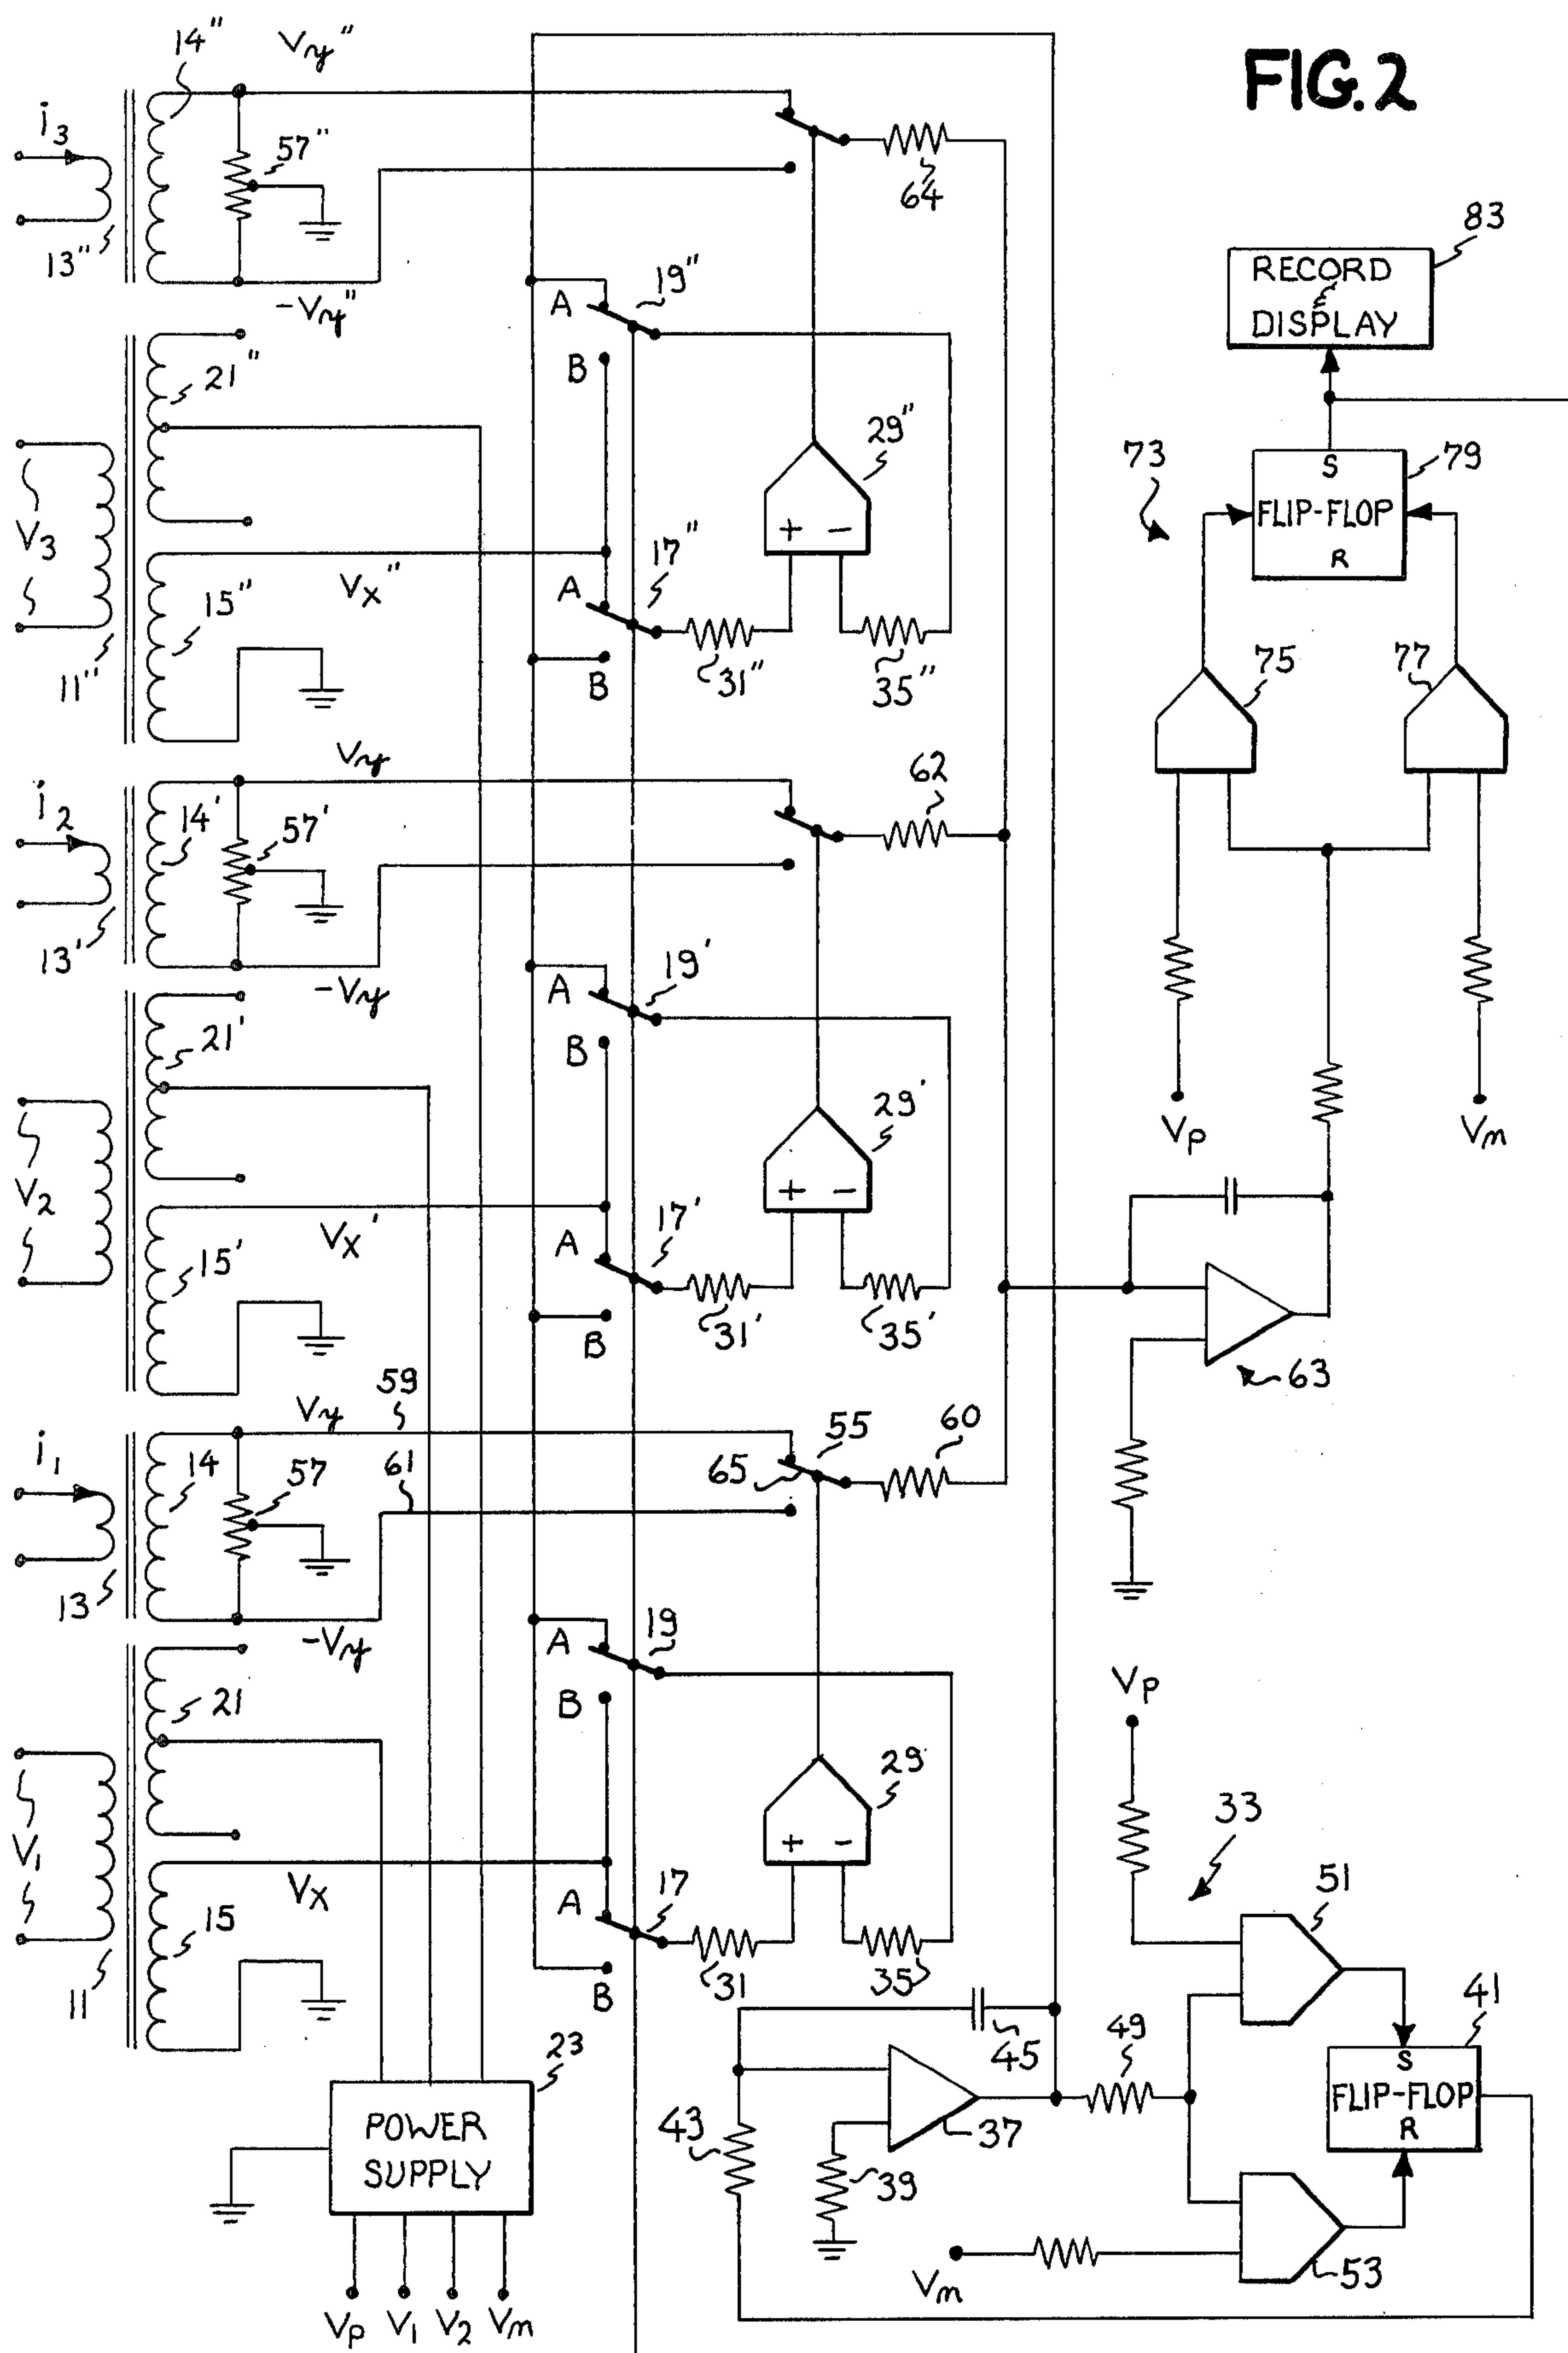 FIG. 2
14"
Vy"
i3
57"
13"
-Vy"
64
83
RECORD
&
DISPLAY
A
19"
B
21"
V3
29"
+ -
73
S
79
FLIP-FLOP
R
17"
Vx"
A
15"
11"
31"
35"
B
75
77
Vy
62
i2
14'
57'
13'
-Vy
A
19'
B
21'
V2
29'
+ -
Vp
Vm
17'
Vx'
A
15'
31'
35'
B
63
59
Vy
i1
14
57
61
55
65
60
13
-Vy
A
19
B
21
Vp
V1
29
+ -
33
51
17
Vx
A
15
11
31
35
B
23
45
49
41
S
FLIP-FLOP
R
POWER
SUPPLY
43
37
39
Vm
53
Vp V1 V2 Vm